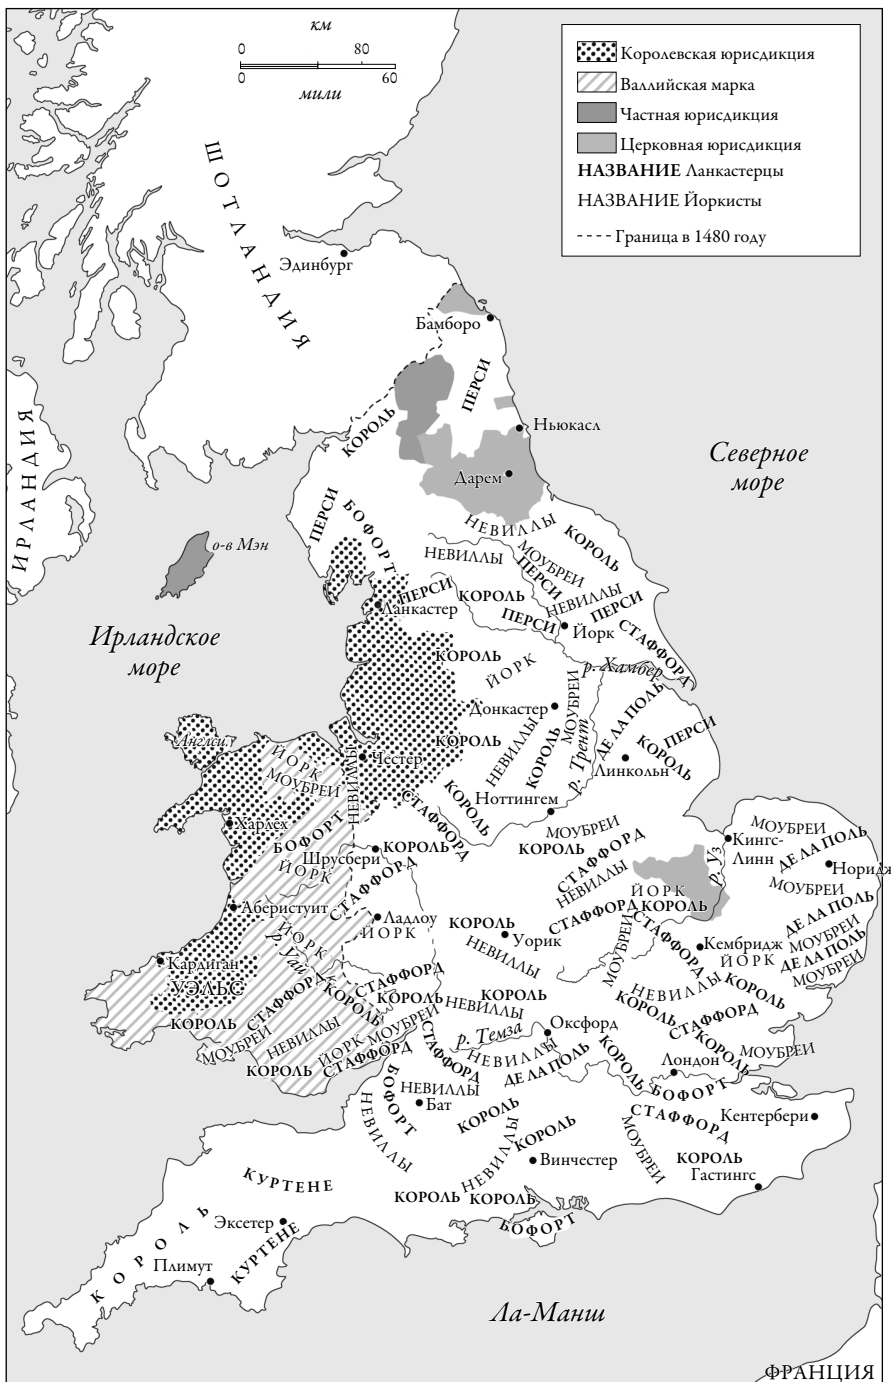 км
0 80
0 60
мили
Королевская юрисдикция
Валлийская марка
Частная юрисдикция
Церковная юрисдикция
НАЗВАНИЕ Ланкастерцы
НАЗВАНИЕ Йоркисты
Граница в 1480 году
ШОТЛАНДИЯ
Эдинбург
Бамборо
ПЕРСИ
КОРОЛЬ
Ньюкасл
ИРЛАНДИЯ
Северное
море
Дарем
ПЕРСИ
БОФОРТ
НЕВИЛЛЫ
КОРОЛЬ
о-в Мэн
НЕВИЛЛЫ
МОУБРЕИ
ПЕРСИ
ПЕРСИ
КОРОЛЬ
НЕВИЛЛЫ
ПЕРСИ
Ланкастер
ПЕРСИ
Йорк
СТАФФОРД
Ирландское
море
КОРОЛЬ
ЙОРК
р. Хамбер
МОУБРЕИ
Донкастер
ДЕ ЛА ПОЛЬ
ПЕРСИ
Англси
ЙОРК
МОУБРЕИ
НЕВИЛЛЫ
Честер
КОРОЛЬ
НЕВИЛЛЫ
КОРОЛЬ
р. Трент
КОРОЛЬ
Линкольн
СТАФФОРД
КОРОЛЬ
Ноттингем
Харлех
БОФОРТ
МОУБРЕИ
КОРОЛЬ
Кингс-
Линн
р. Уз
МОУБРЕИ
ДЕ ЛА ПОЛЬ
Норидж
Шрусбери
КОРОЛЬ
ЙОРК
СТАФФОРД
СТАФФОРД
НЕВИЛЛЫ
ЙОРК
КОРОЛЬ
МОУБРЕИ
Аберистуит
Ладлоу
ЙОРК
КОРОЛЬ
Уорик
СТАФФОРД
СТАФФОРД
ДЕ ЛА ПОЛЬ
МОУБРЕИ
ДЕ ЛА ПОЛЬ
МОУБРЕИ
ЙОРК
р. Уай
НЕВИЛЛЫ
МОУБРЕИ
Кембридж
ЙОРК
Кардиган
УЭЛЬС
СТАФФОРД
КОРОЛЬ
СТАФФОРД
КОРОЛЬ
НЕВИЛЛЫ
КОРОЛЬ
НЕВИЛЛЫ
КОРОЛЬ
КОРОЛЬ
СТАФФОРД
КОРОЛЬ
МОУБРЕИ
НЕВИЛЛЫ
ЙОРК
МОУБРЕИ
СТАФФОРД
КОРОЛЬ
СТАФФОРД
р. Темза
Оксфорд
НЕВИЛЛЫ
ДЕ ЛА ПОЛЬ
КОРОЛЬ
КОРОЛЬ
МОУБРЕИ
Лондон
БОФОРТ
НЕВИЛЛЫ
Бат
БОФОРТ
НЕВИЛЛЫ
КОРОЛЬ
КОРОЛЬ
НЕВИЛЛЫ
Винчестер
СТАФФОРД
Кентербери
МОУБРЕИ
КОРОЛЬ
Гастингс
КУРТЕНЕ
КОРОЛЬ
КОРОЛЬ
БОФОРТ
КОРОЛЬ
Эксетер
КУРТЕНЕ
Плимут
Ла-Манш
ФРАНЦИЯ